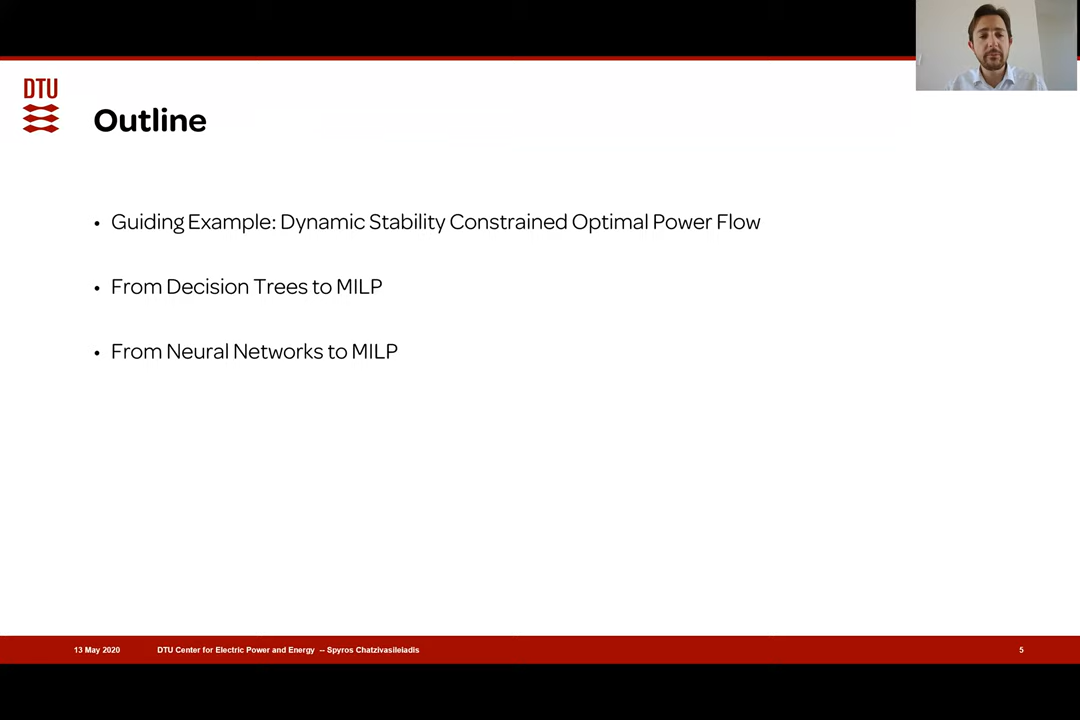 DTU
Outline
• Guiding Example: Dynamic Stability Constrained Optimal Power Flow
• From Decision Trees to MILP
• From Neural Networks to MILP
13 May 2020 DTU Center for Electric Power and Energy -- Spyros Chatzivasileiadis 5